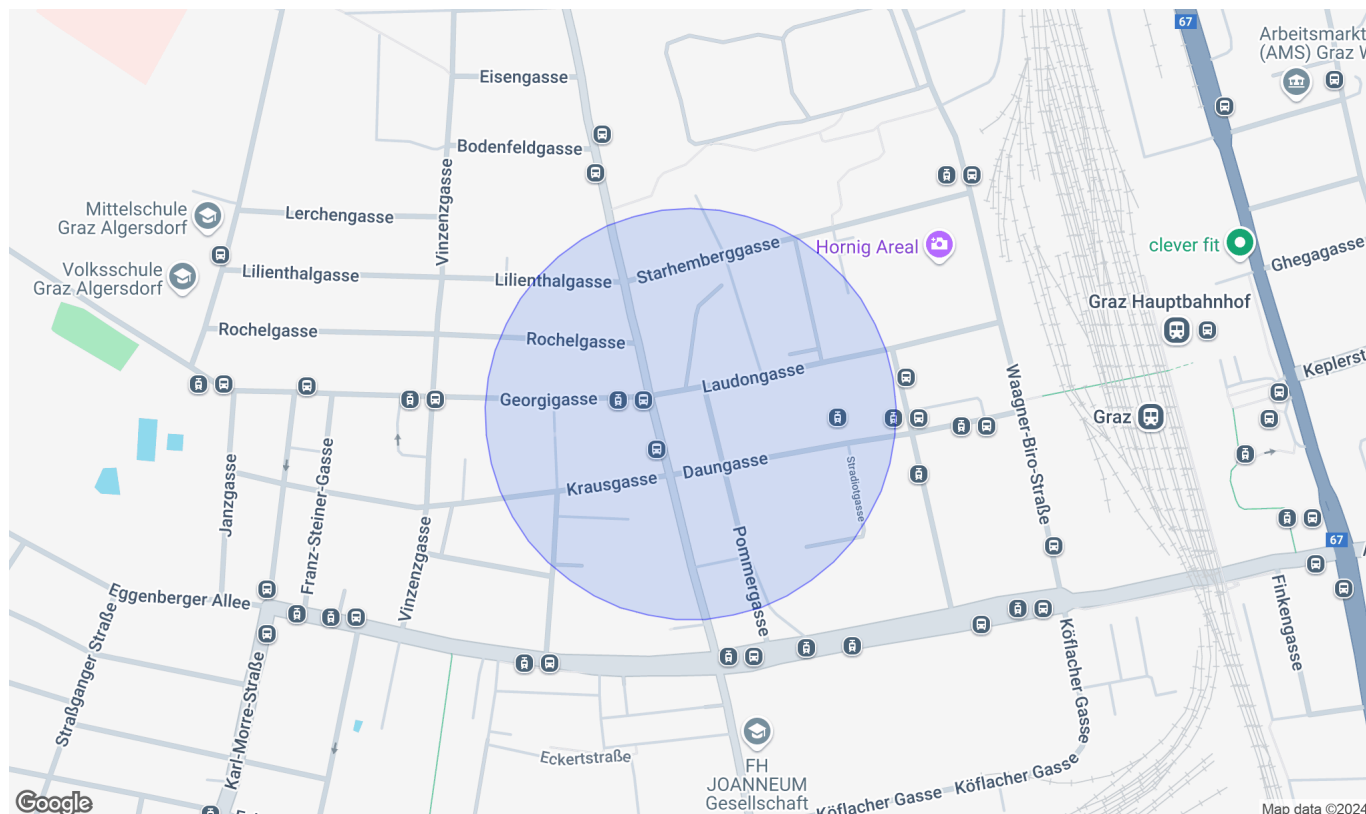 67
Arbeitsmarkt
(AMS) Graz W
Eisengasse
Bodenfeldgasse
Vinzenzgasse
Mittelschule
Graz Algersdorf
Lerchengasse
Volksschule
Graz Algersdorf
Lilienthalgasse
Lilienthalgasse
Starhemberggasse
Hornig Areal
clever fit
Ghegagasse
Graz Hauptbahnhof
Rochelgasse
Rochelgasse
Laudongasse
Keplerst
Georgigasse
Waagner-Biro-Straße
Graz
Janzgasse
Franz-Steiner-Gasse
Krausgasse
Daungasse
Stradiotgasse
Vinzenzgasse
Pommergasse
67
Eggenberger Allee
Straßganger Straße
Karl-Morre-Straße
Finkengasse
Köflacher Gasse
Eckertstraße
FH
JOANNEUM
Gesellschaft
Köflacher Gasse
Köflacher Gasse
Google
Map data ©2024